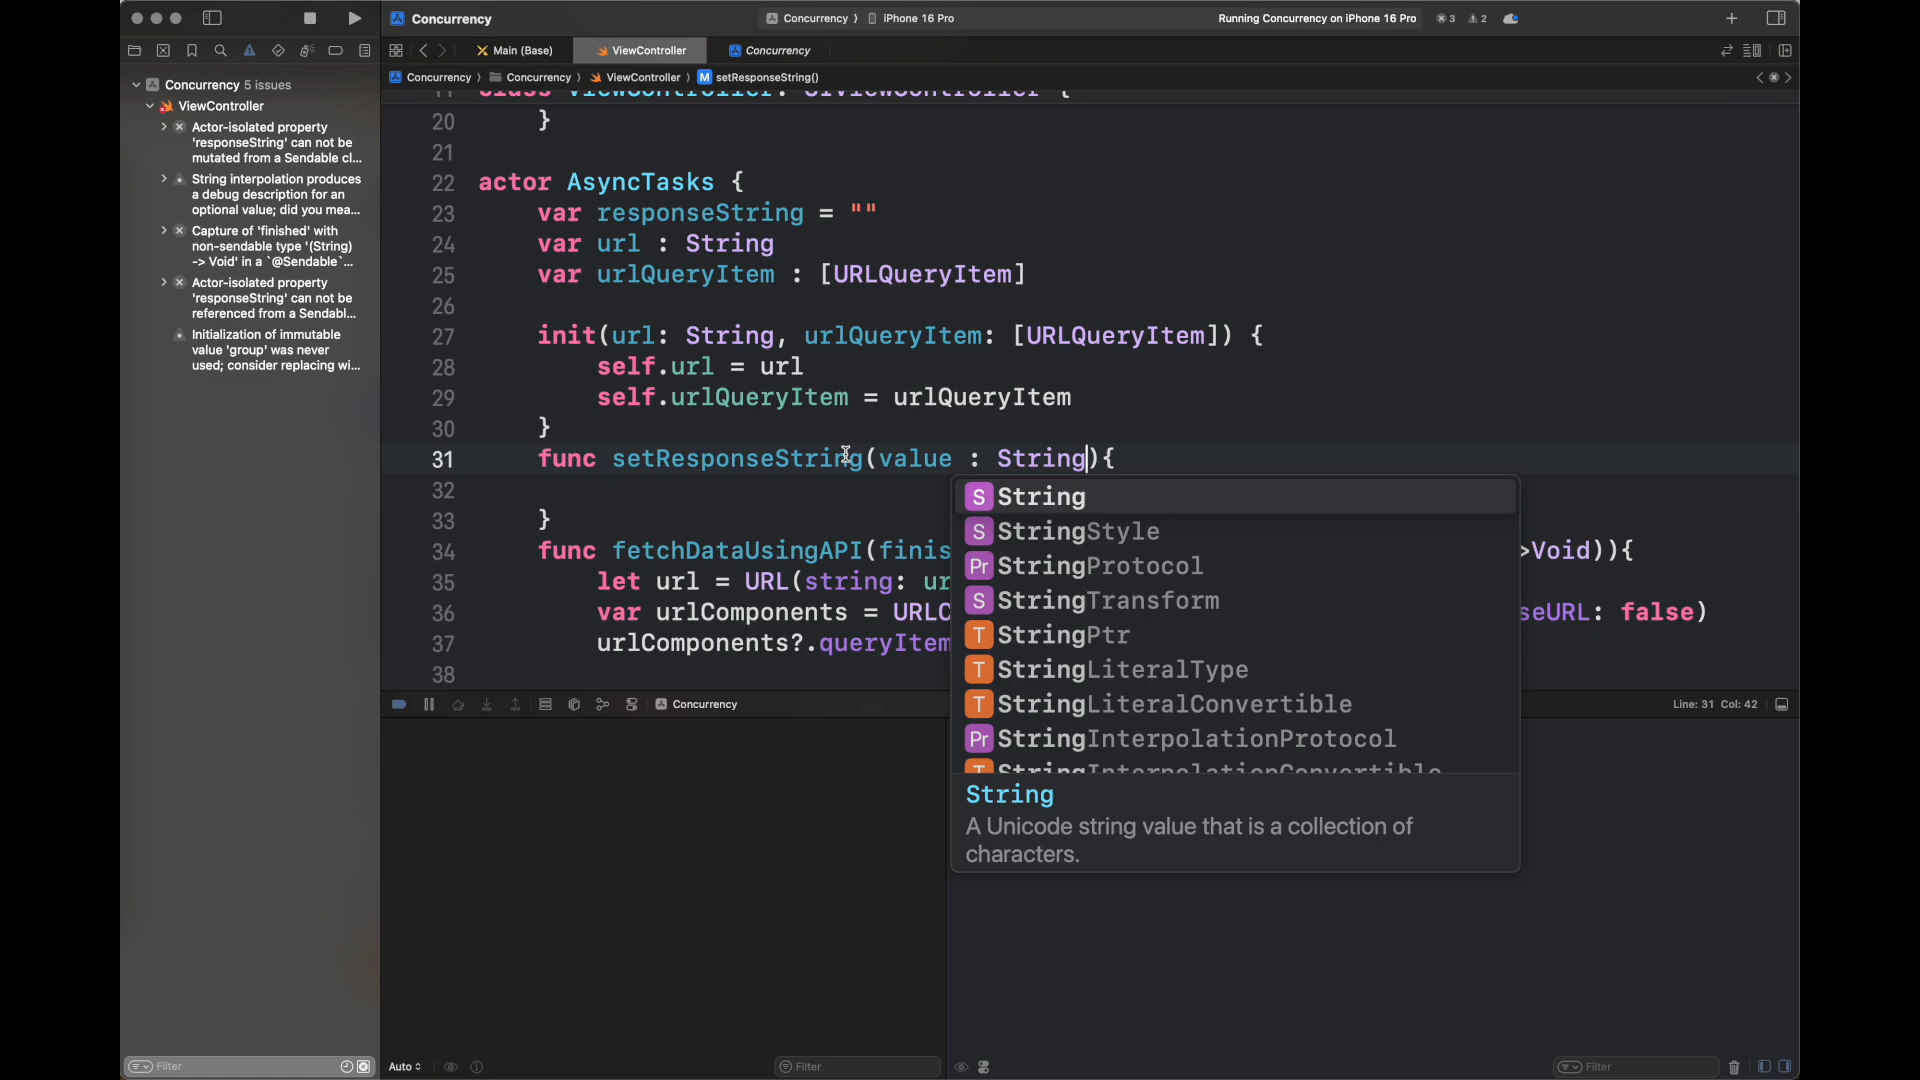 Concurrency
Concurrency
iPhone 16 Pro
Running Concurrency on iPhone 16 Pro
3
2
Main (Base)
ViewController
Concurrency
Concurrency
Concurrency
ViewController
M
setResponseString()
Concurrency 5 issues
ViewController
Actor-isolated property
'responseString' can not be
mutated from a Sendable cl...
String interpolation produces
a debug description for an
optional value; did you mea...
Capture of 'finished' with
non-sendable type '(String)
-> Void' in a `@Sendable`...
Actor-isolated property
'responseString' can not be
referenced from a Sendabl...
Initialization of immutable
value 'group' was never
used; consider replacing wi...
class ViewController: UIViewController {
20 }
21
22 actor AsyncTasks {
23 var responseString = ""
24 var url : String
25 var urlQueryItem : [URLQueryItem]
26
27 init(url: String, urlQueryItem: [URLQueryItem]) {
28 self.url = url
29 self.urlQueryItem = urlQueryItem
30 }
31 func setResponseString(value : String){
32
33 }
34 func fetchDataUsingAPI(finis >Void)){
35 let url = URL(string: ur
36 var urlComponents = URLC seURL: false)
37 urlComponents?.queryItem
38
S String
S StringStyle
Pr StringProtocol
S StringTransform
T StringPtr
T StringLiteralType
T StringLiteralConvertible
Pr StringInterpolationProtocol
T StringInterpolationConvertible
String
A Unicode string value that is a collection of
characters.
Concurrency
Line: 31 Col: 42
Filter
Auto
Filter
Filter